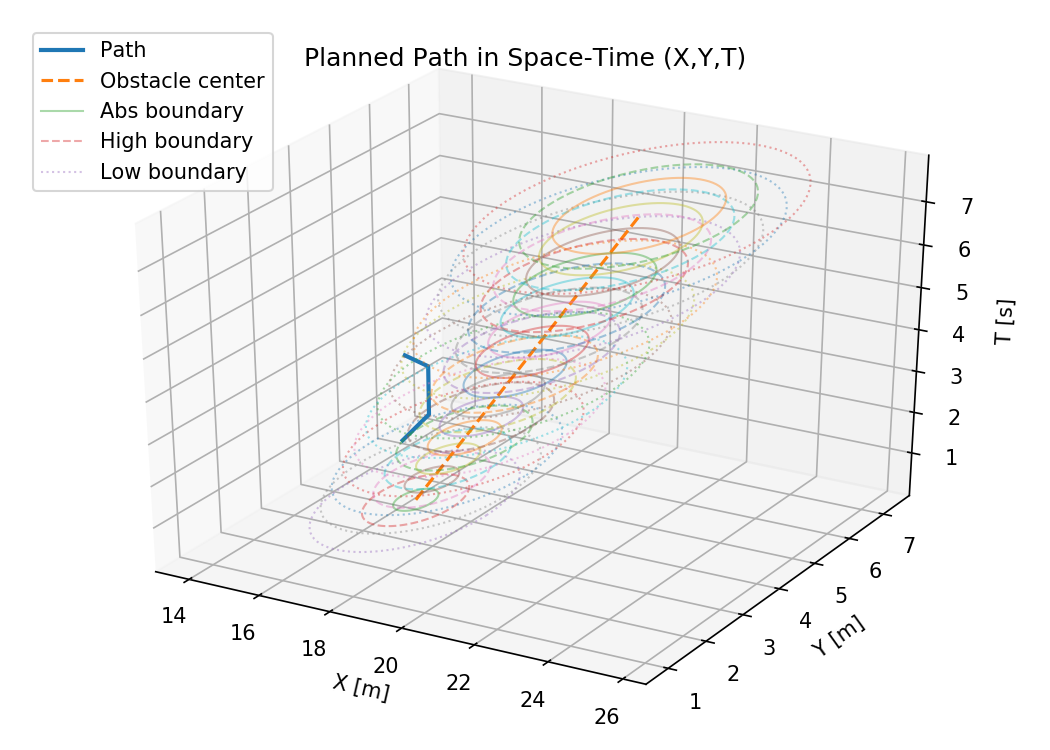 Planned Path in Space-Time (X,Y,T)
Path
Obstacle center
Abs boundary
High boundary
Low boundary
7
6
5
4
3
2
1
T [s]
14
16
18
20
22
24
26
X [m]
1
2
3
4
5
6
7
Y [m]